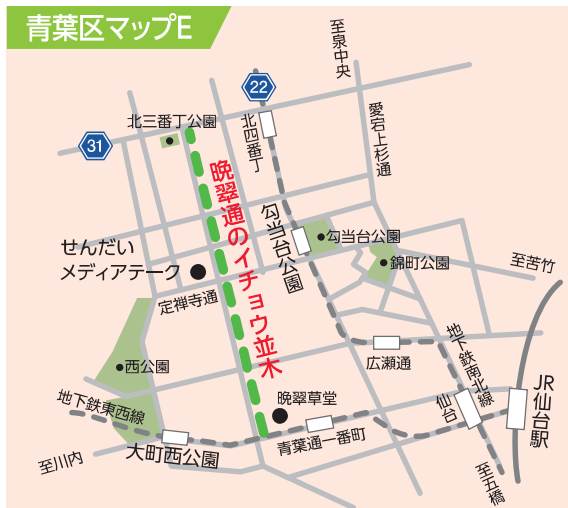 青葉区マップE
至泉中央
22
北三番丁公園
31
北四番丁
愛宕上杉通
晩翠通のイチョウ並木
勾当台公園
勾当台公園
錦町公園
至苫竹
せんだい
メディアテーク
定禅寺通
西公園
広瀬通
地下鉄南北線
仙台
JR仙台駅
地下鉄東西線
晩翠草堂
青葉通一番町
大町西公園
至川内
至五橋